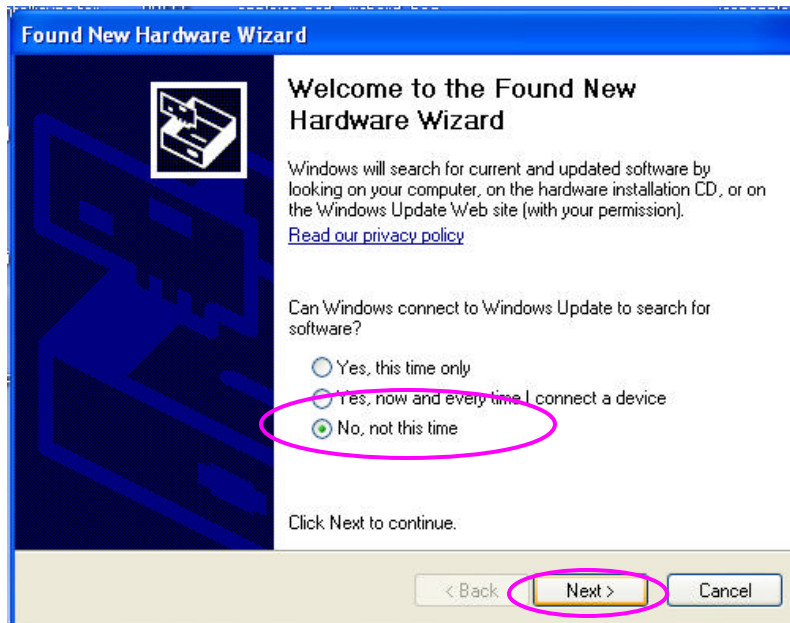 Found New Hardware Wizard
Welcome to the Found New
Hardware Wizard
Windows will search for current and updated software by
looking on your computer, on the hardware installation CD, or on
the Windows Update Web site (with your permission).
Read our privacy policy
Can Windows connect to Windows Update to search for
software?
Yes, this time only
Yes, now and every time I connect a device
No, not this time
Click Next to continue.
< Back
Next >
Cancel